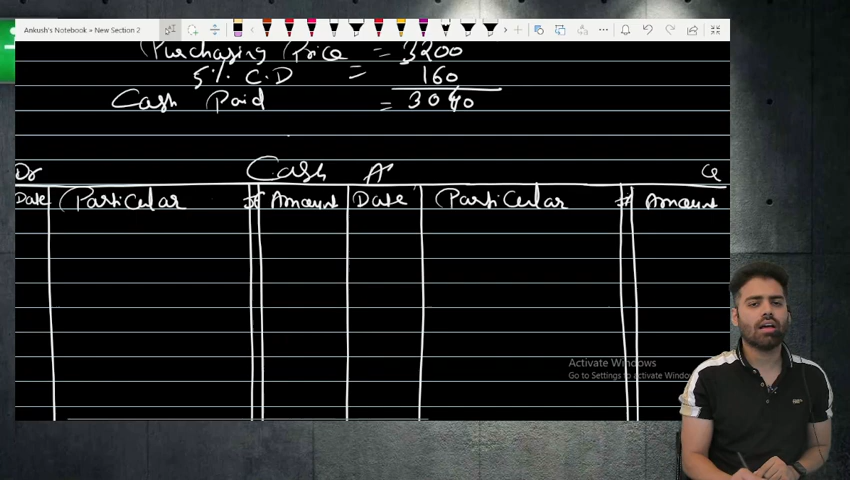 Ankush's Notebook » New Section 2
Purchasing Price = 3200
5% C.D = 160
Cash Paid = 3040
Dr Cash A/c Cr
Date Particular Amount Date Particular Amount
Activate Windows
Go to Settings to activate Windows.